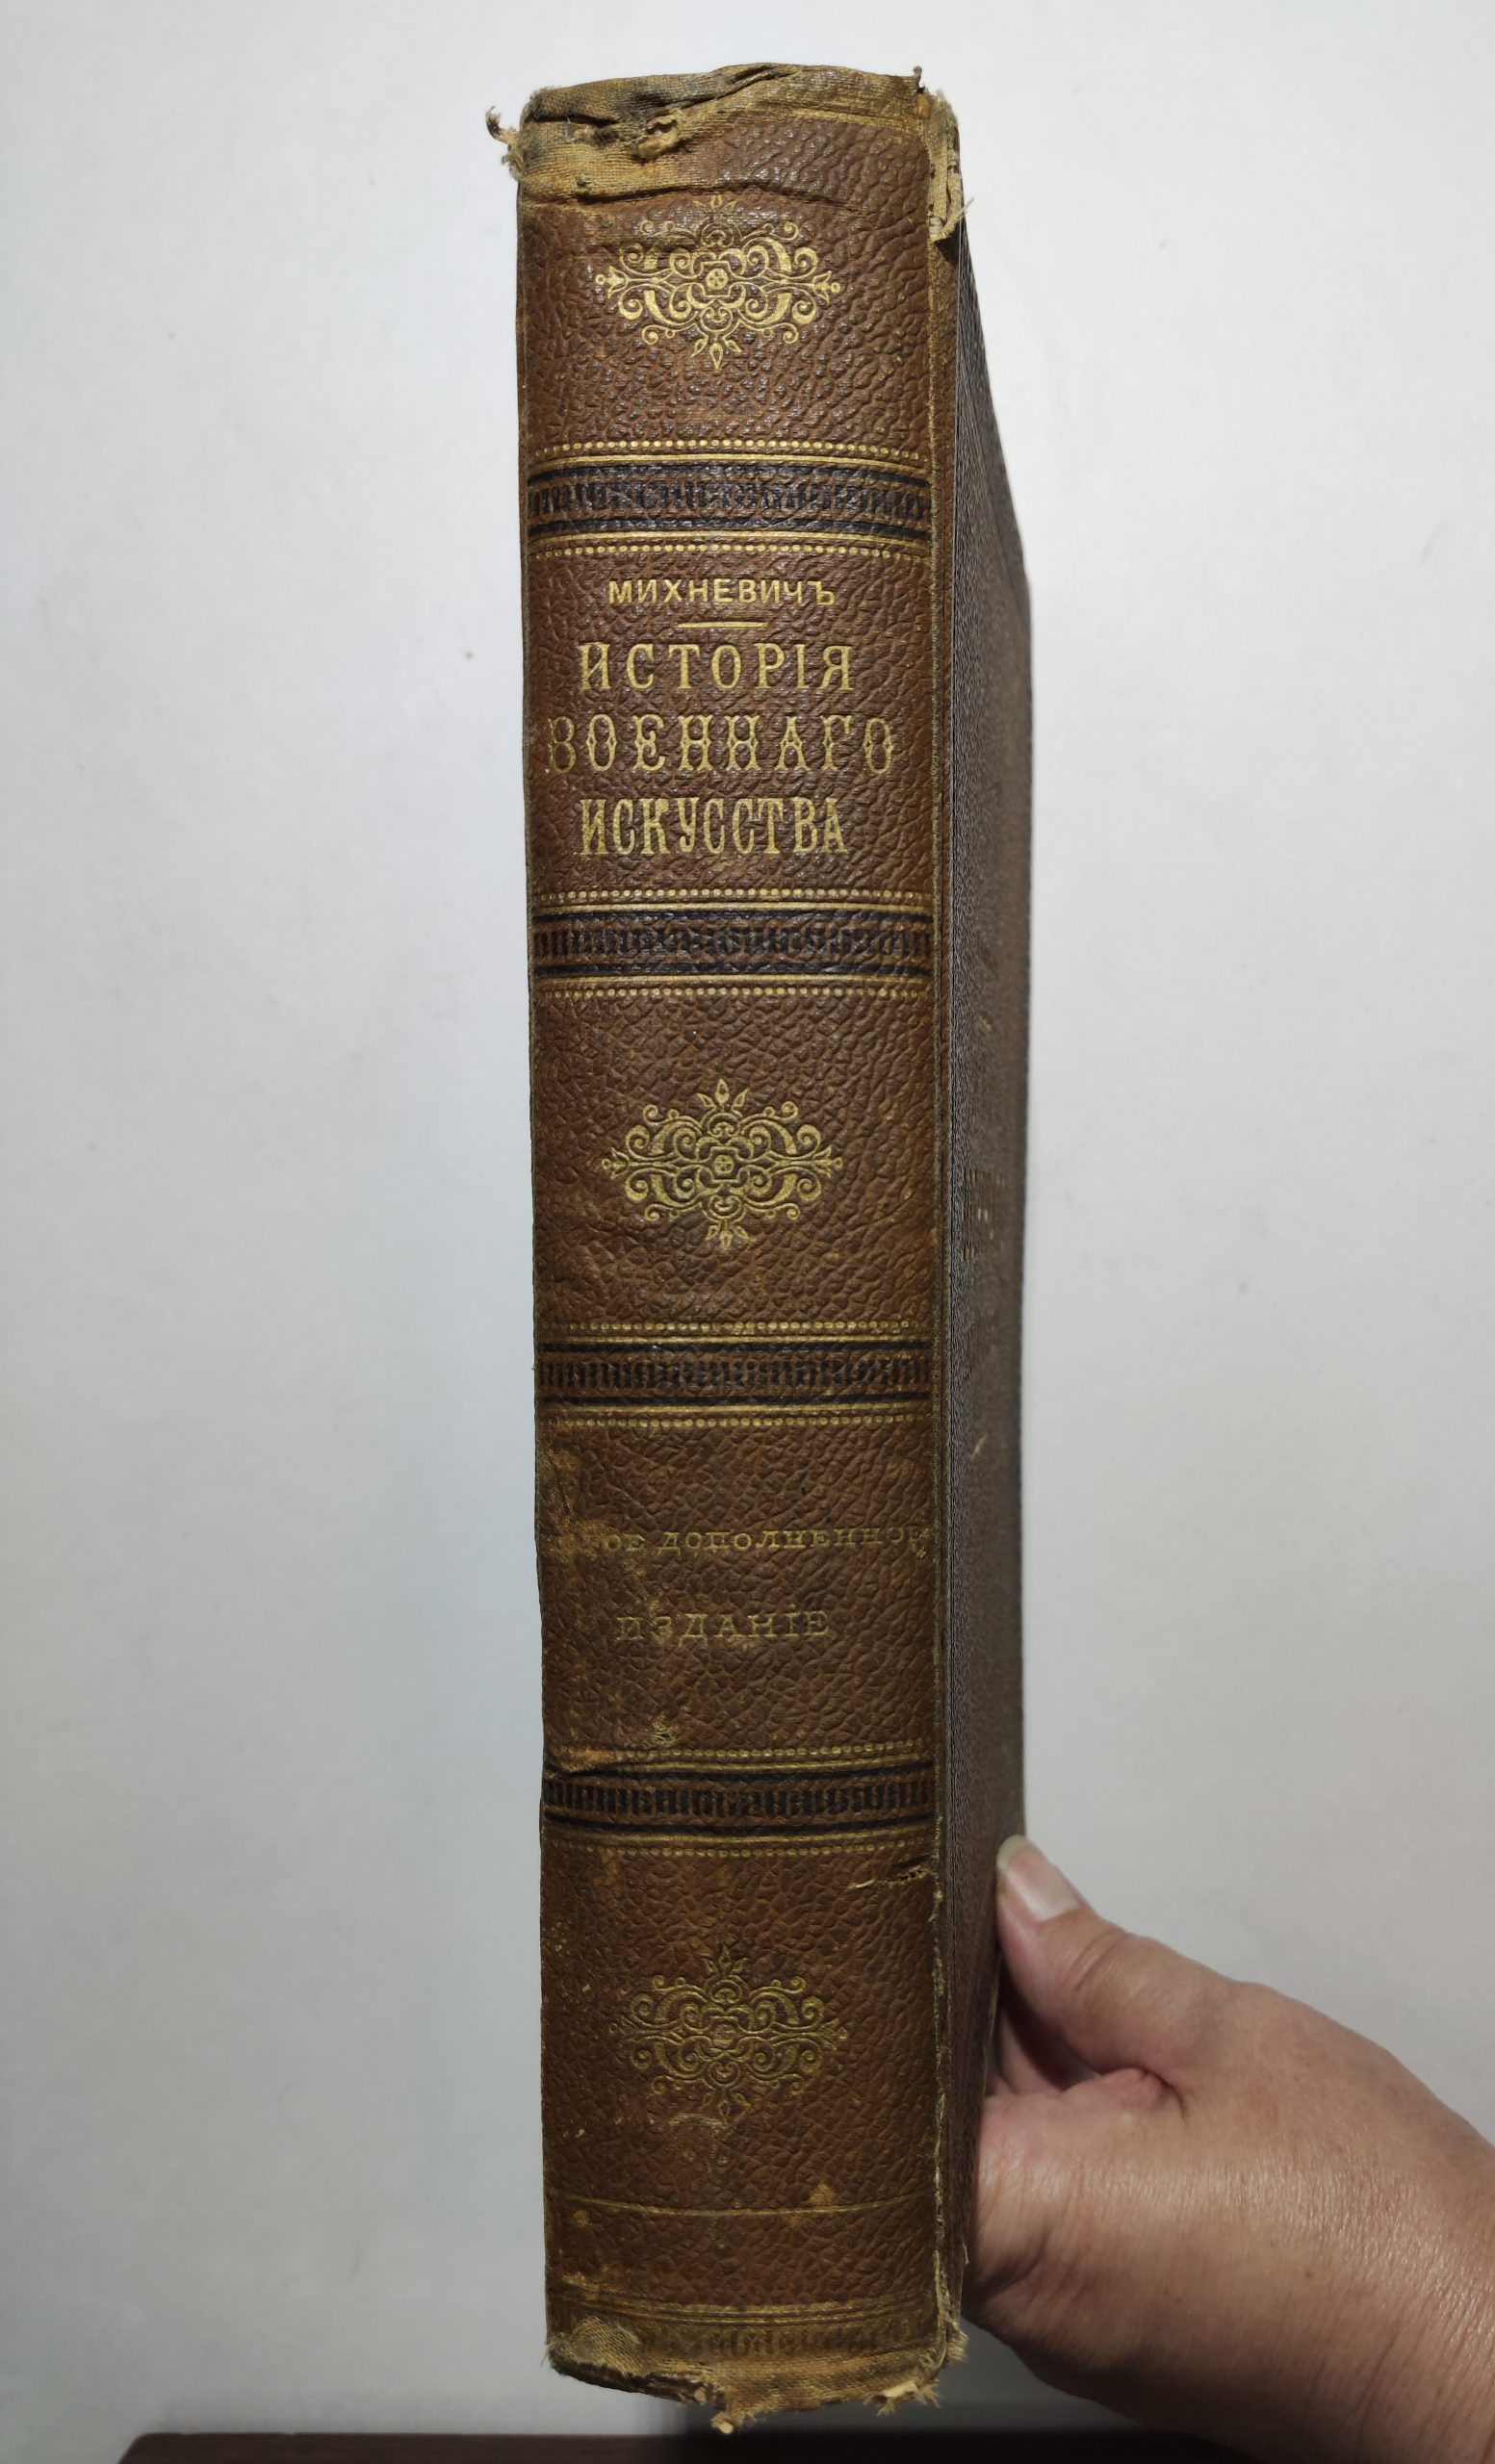 МИХНЕВИЧЪ
ИСТОРІЯ
ВОЕННАГО
ИСКУССТВА
ДОПОЛНЕННОЕ
ИЗДАНІЕ